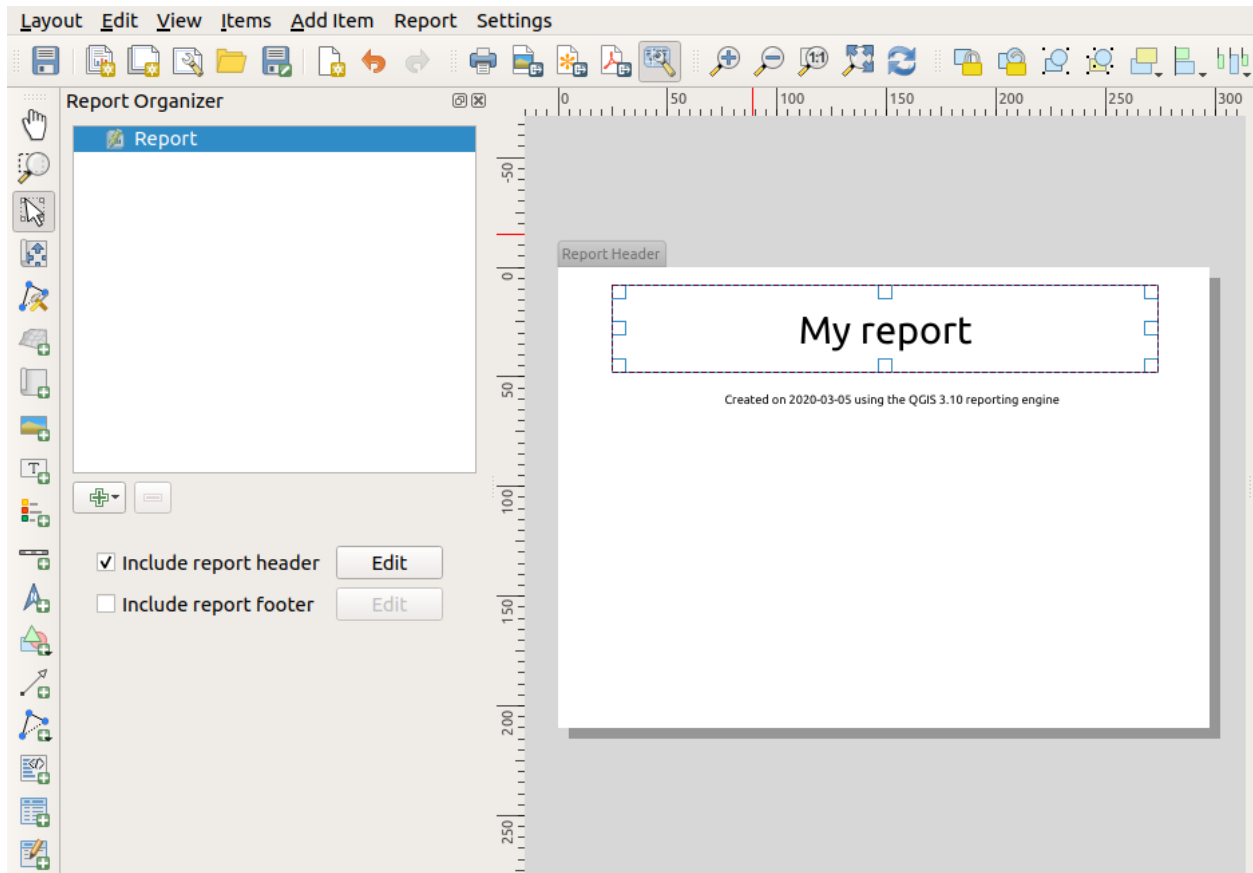 Layout Edit View Items Add Item Report Settings
1:1
Report Organizer
0 50 100 150 200 250 300
Report
-50
Report Header
0
My report
50
Created on 2020-03-05 using the QGIS 3.10 reporting engine
T
100
Include report header Edit
N
Include report footer Edit
150
200
</>
250